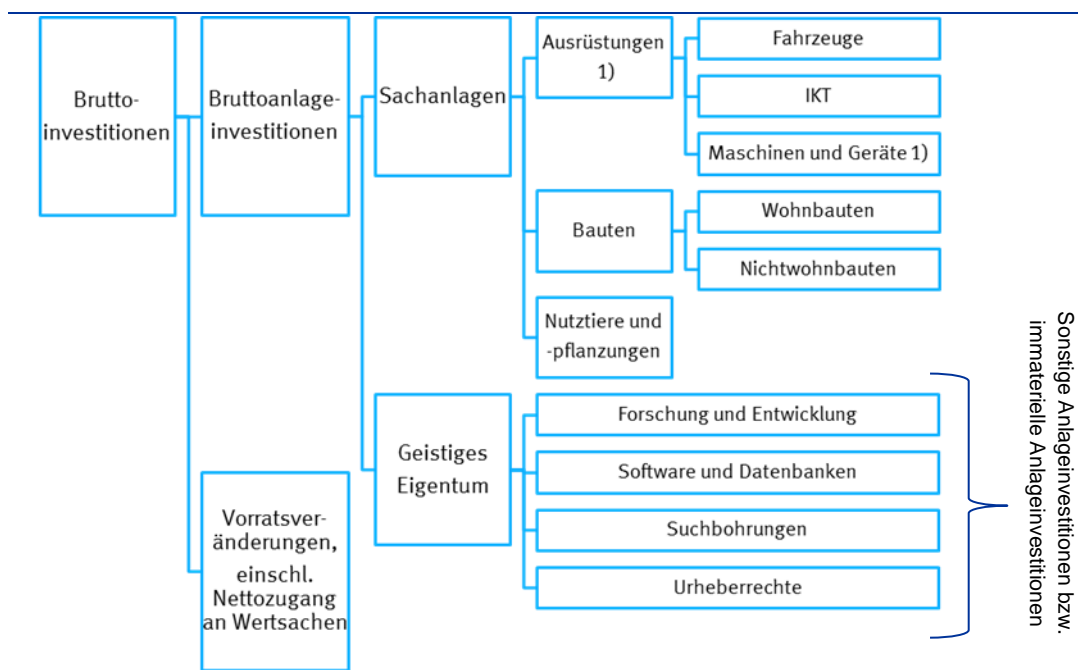 Brutto-
investitionen
Bruttoanlage-
investitionen
Sachanlagen
Ausrüstungen
1)
Fahrzeuge
IKT
Maschinen und Geräte 1)
Bauten
Wohnbauten
Nichtwohnbauten
Nutztiere und
-pflanzungen
Geistiges
Eigentum
Forschung und Entwicklung
Software und Datenbanken
Suchbohrungen
Urheberrechte
Vorratsver-
änderungen,
einschl.
Nettozugang
an Wertsachen
Sonstige Anlageinvestitionen bzw.
immaterielle Anlageinvestitionen